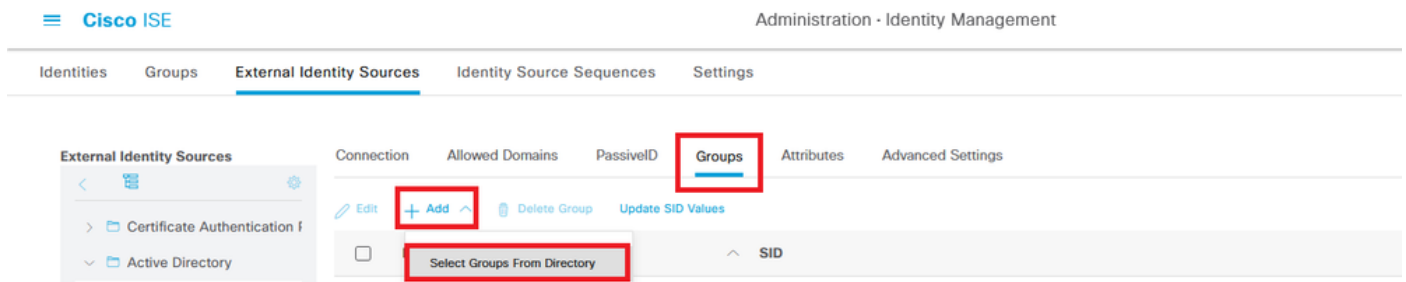 Cisco ISE Administration · Identity Management
Identities Groups External Identity Sources Identity Source Sequences Settings
External Identity Sources Connection Allowed Domains PassiveID Groups Attributes Advanced Settings
Edit + Add Delete Group Update SID Values
Certificate Authentication
SID
Select Groups From Directory
Active Directory